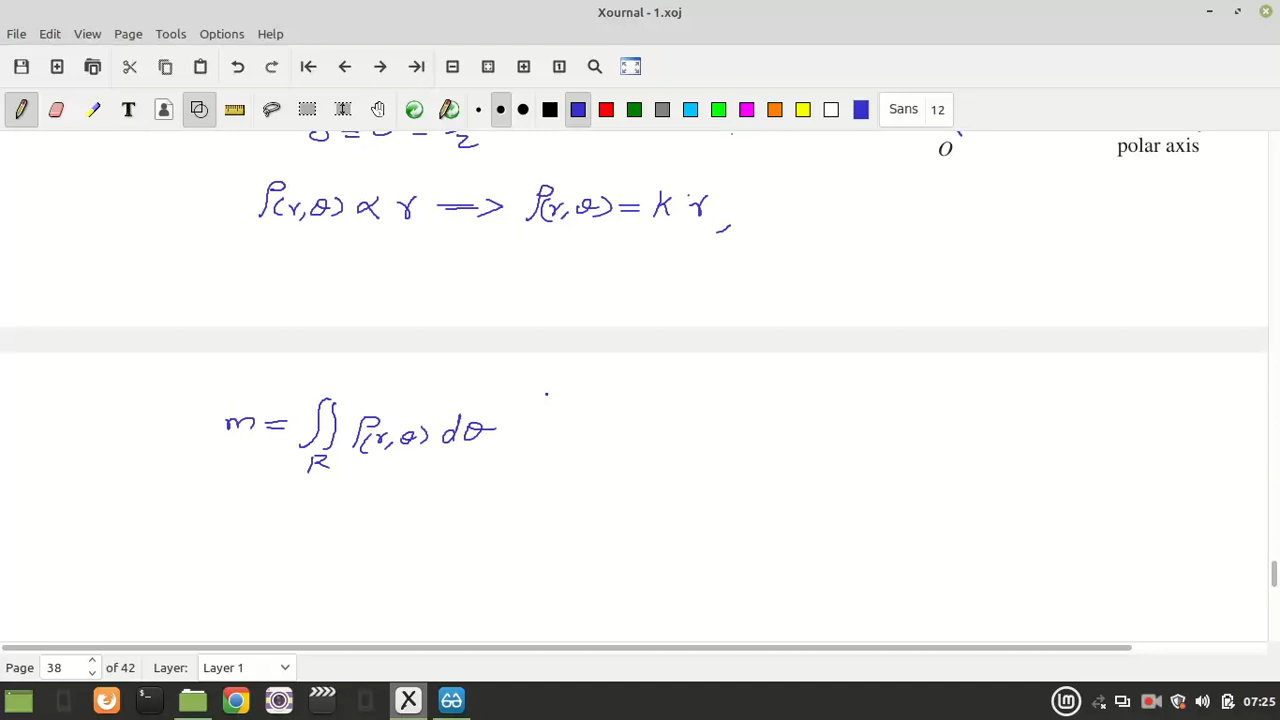 Xournal - 1.xoj
File Edit View Page Tools Options Help
Sans 12
O
polar axis
ρ(r,θ) ∝ r ⟹ ρ(r,θ) = k r,
m = ∬_R ρ(r,θ) dθ
Page 38 of 42 Layer: Layer 1
07:25